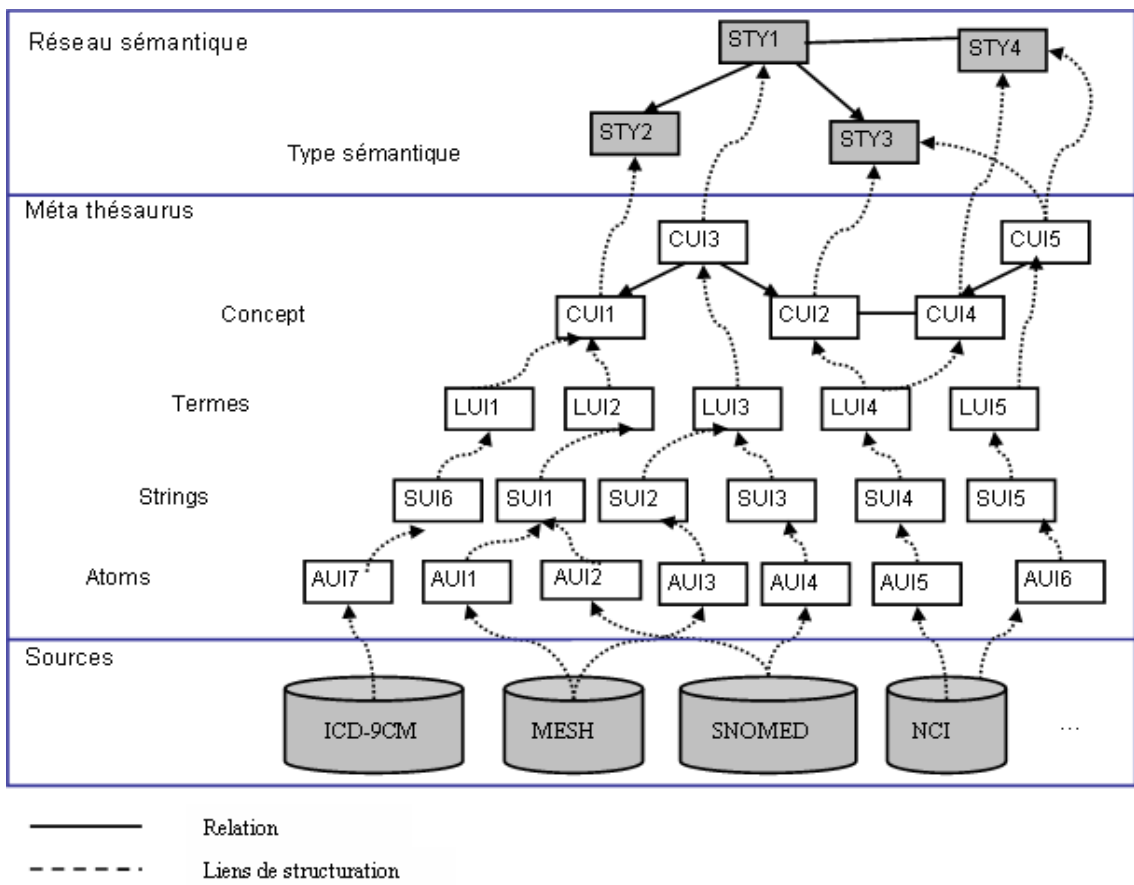 Réseau sémantique
STY1
STY4
STY2
STY3
Type sémantique
Méta thésaurus
CUI3
CUI5
Concept
CUI1
CUI2
CUI4
Termes
LUI1
LUI2
LUI3
LUI4
LUI5
Strings
SUI6
SUI1
SUI2
SUI3
SUI4
SUI5
Atoms
AUI7
AUI1
AUI2
AUI3
AUI4
AUI5
AUI6
Sources
ICD-9CM
MESH
SNOMED
NCI
...
Relation
Liens de structuration